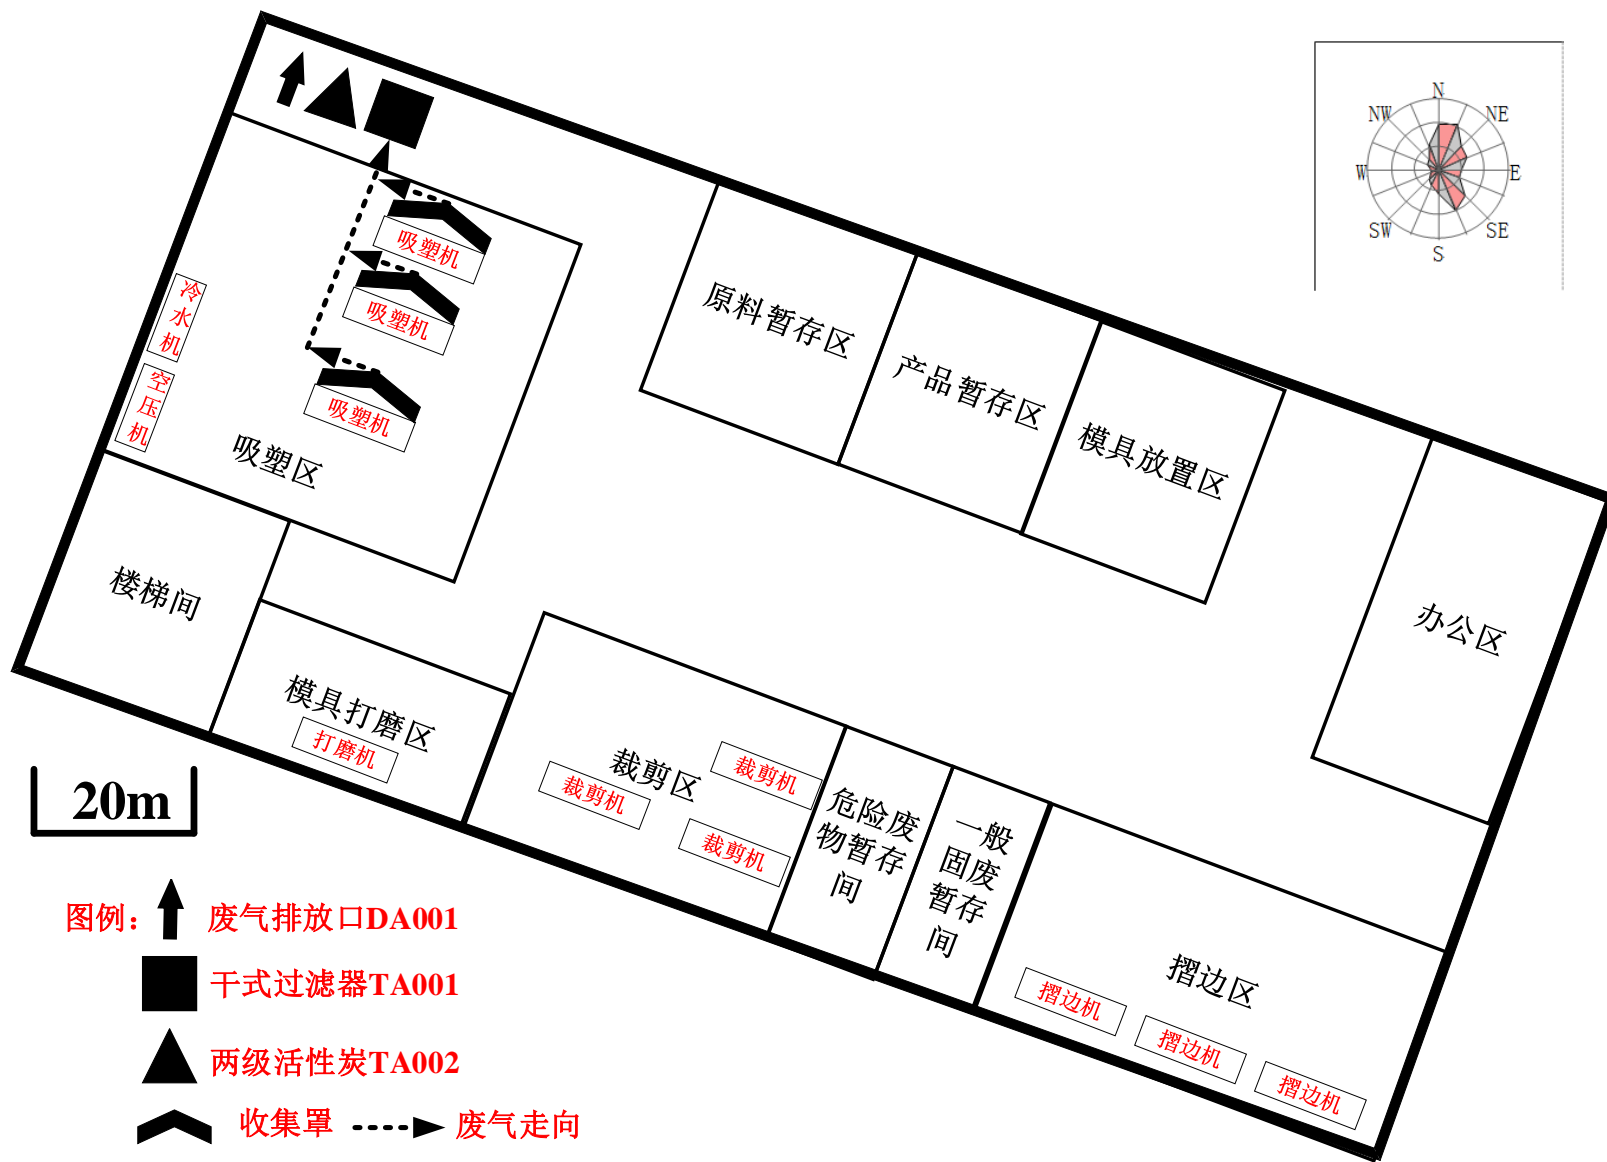 N
NW
NE
W
E
SW
SE
S
吸塑机
吸塑机
吸塑机
冷水机
空压机
吸塑区
原料暂存区
产品暂存区
模具放置区
办公区
楼梯间
模具打磨区
打磨机
裁剪区
裁剪机
裁剪机
裁剪机
危险废
物暂存
间
一般
固废
暂存
间
摺边区
摺边机
摺边机
摺边机
20m
图例：
废气排放口DA001
干式过滤器TA001
两级活性炭TA002
收集罩
废气走向